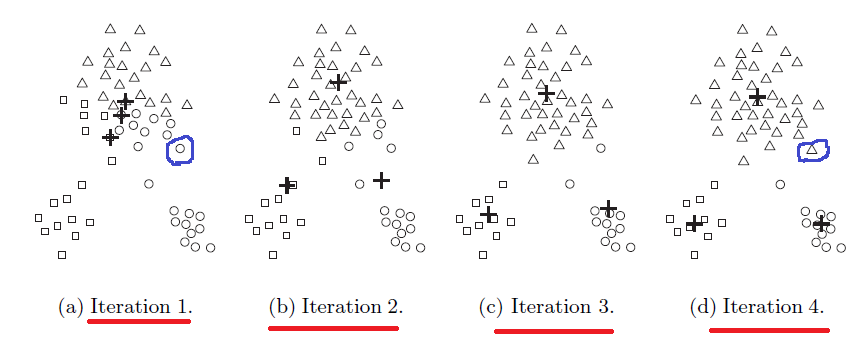 (a) Iteration 1.
(b) Iteration 2.
(c) Iteration 3.
(d) Iteration 4.